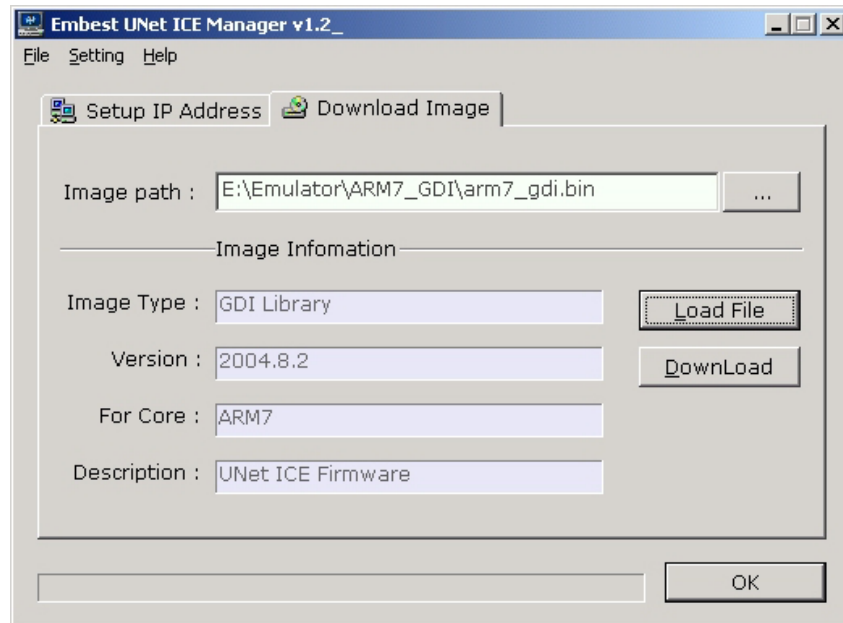 Embest UNet ICE Manager v1.2_
File Setting Help
Setup IP Address Download Image
Image path : E:\Emulator\ARM7_GDI\arm7_gdi.bin ...
Image Infomation
Image Type : GDI Library Load File
Version : 2004.8.2 DownLoad
For Core : ARM7
Description : UNet ICE Firmware
OK